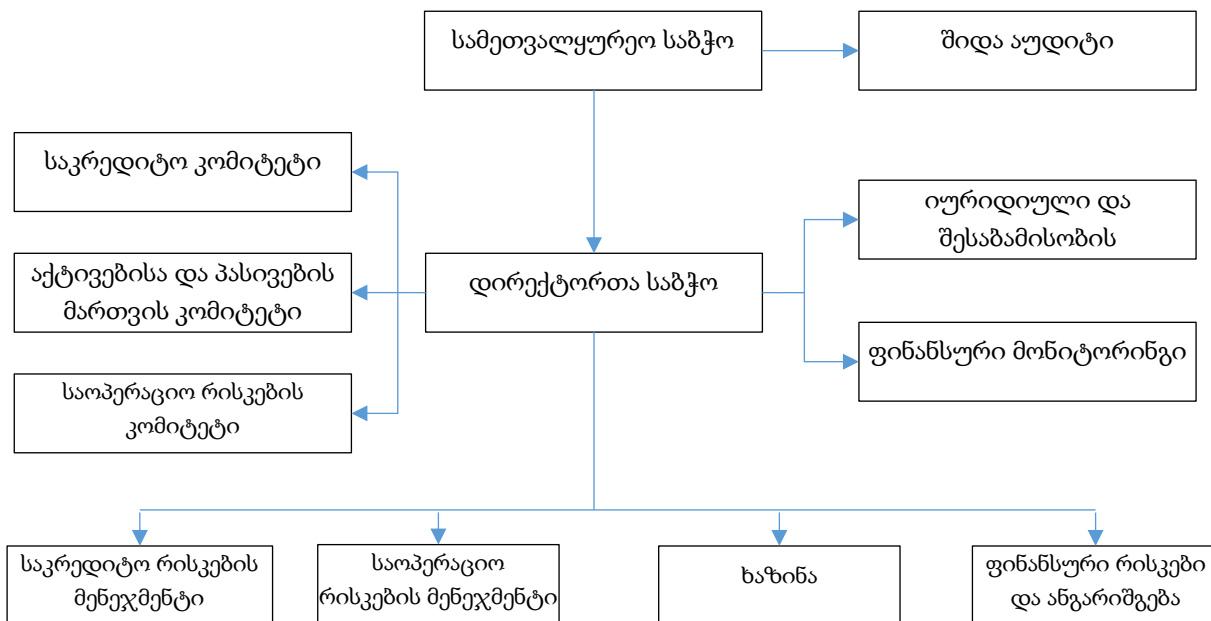 სამეთვალყურეო საბჭო
შიდა აუდიტი
საკრედიტო კომიტეტი
იურიდიული და
შესაბამისობის
აქტივებისა და პასივების
მართვის კომიტეტი
დირექტორთა საბჭო
ფინანსური მონიტორინგი
საოპერაციო რისკების
კომიტეტი
საკრედიტო რისკების
მენეჯმენტი
საოპერაციო
რისკების მენეჯმენტი
ხაზინა
ფინანსური რისკები
და ანგარიშგება